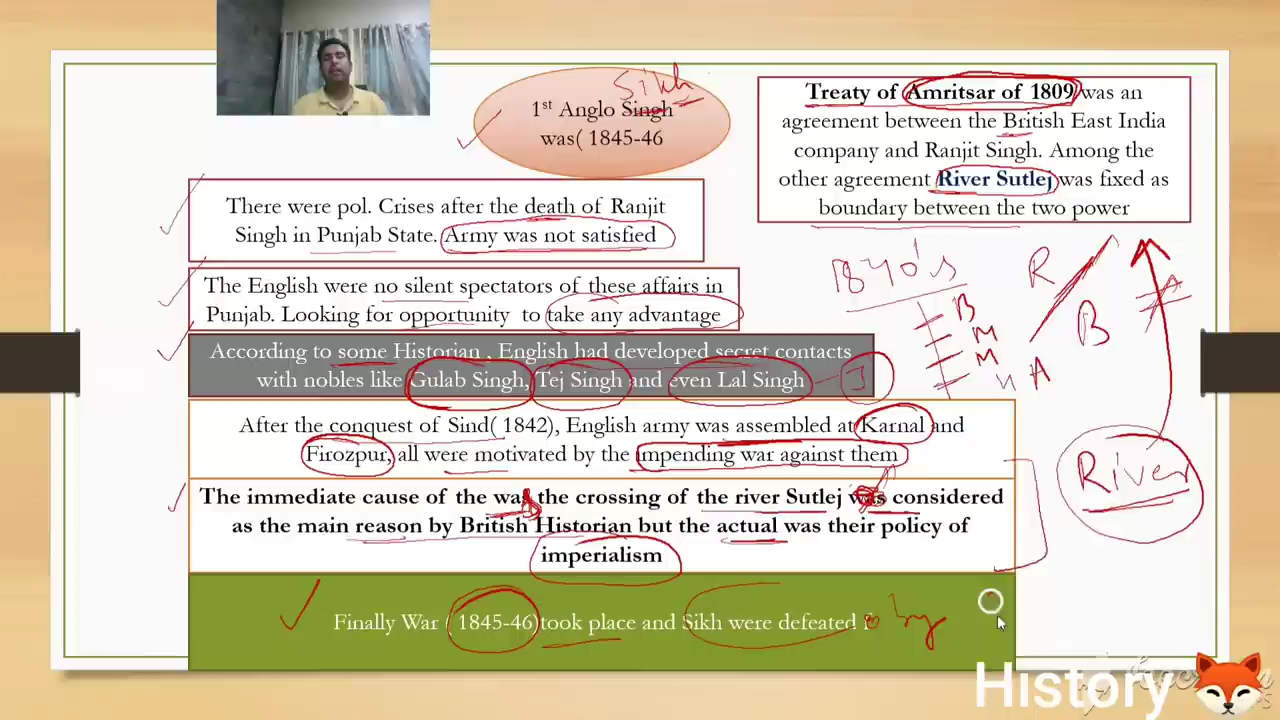 Sikh
1st Anglo Singh
was( 1845-46
Treaty of Amritsar of 1809 was an
agreement between the British East India
company and Ranjit Singh. Among the
other agreement River Sutlej was fixed as
boundary between the two power
There were pol. Crises after the death of Ranjit
Singh in Punjab State. Army was not satisfied
The English were no silent spectators of these affairs in
Punjab. Looking for opportunity to take any advantage
According to some Historian , English had developed secret contacts
with nobles like Gulab Singh, Tej Singh and even Lal Singh
1840's
R
B
B
M
M
A
After the conquest of Sind( 1842), English army was assembled at Karnal and
Firozpur, all were motivated by the impending war against them
River
The immediate cause of the was the crossing of the river Sutlej was considered
as the main reason by British Historian but the actual was their policy of
imperialism
Finally War ( 1845-46) took place and Sikh were defeated by
History